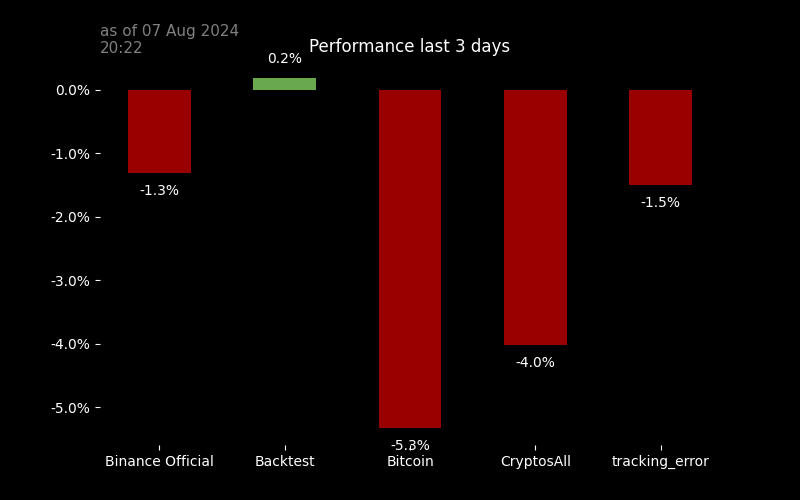 as of 07 Aug 2024
20:22
Performance last 3 days
0.2%
0.0%
-1.0%
-1.3%
-1.5%
-2.0%
-3.0%
-4.0%
-4.0%
-5.0%
-5.3%
Binance Official
Backtest
Bitcoin
CryptosAll
tracking_error